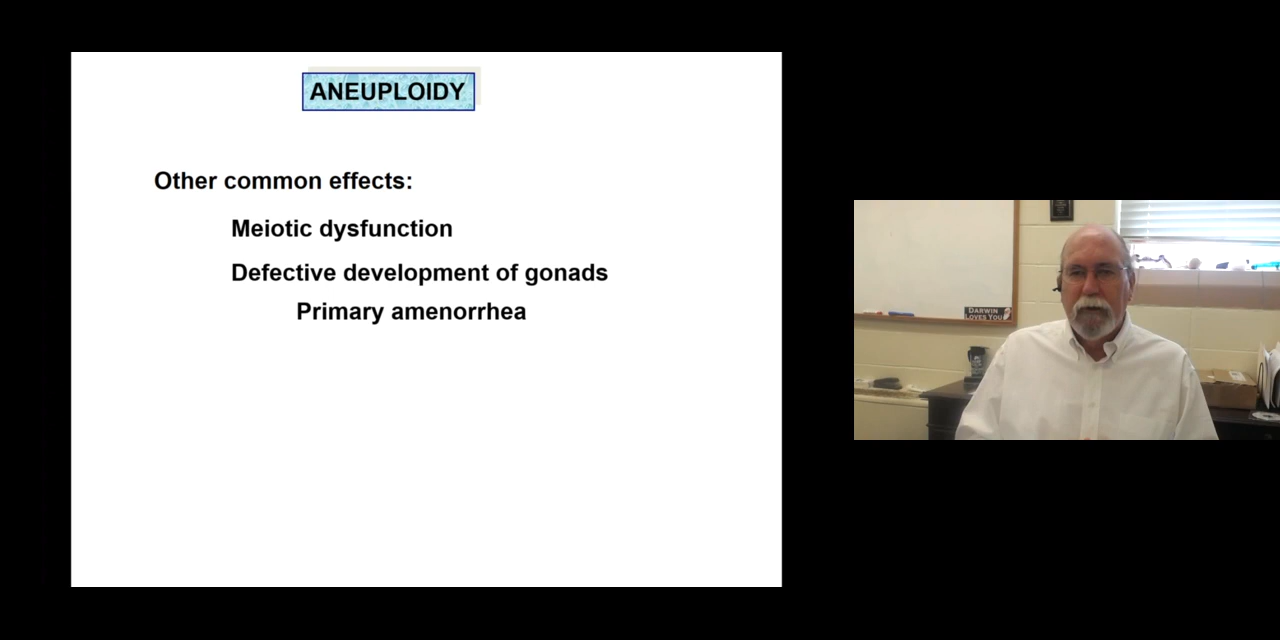 ANEUPLOIDY
Other common effects:
Meiotic dysfunction
Defective development of gonads
Primary amenorrhea
DARWIN
LOVES YOU